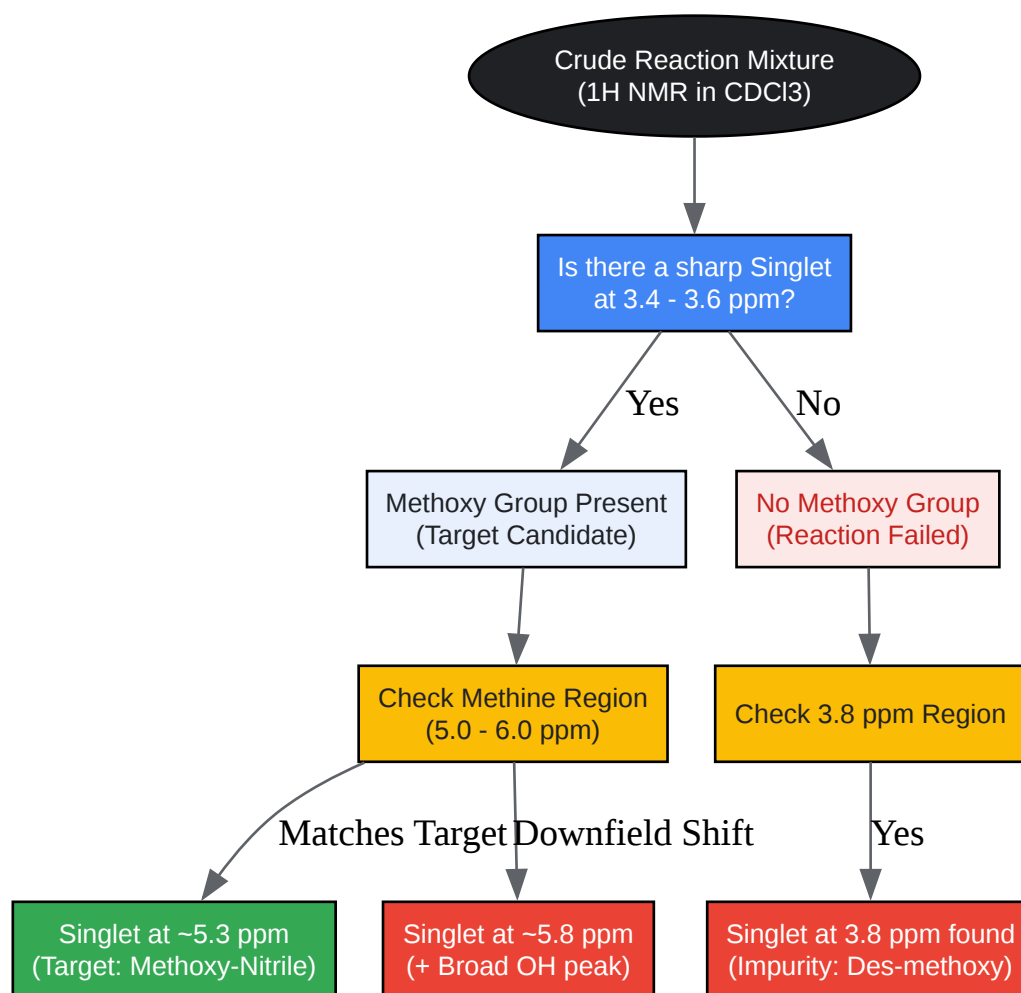 Crude Reaction Mixture
(1H NMR in CDCl3)
Is there a sharp Singlet
at 3.4 - 3.6 ppm?
Yes
No
Methoxy Group Present
(Target Candidate)
No Methoxy Group
(Reaction Failed)
Check Methine Region
(5.0 - 6.0 ppm)
Check 3.8 ppm Region
Matches Target
Downfield Shift
Yes
Singlet at ~5.3 ppm
(Target: Methoxy-Nitrile)
Singlet at ~5.8 ppm
(+ Broad OH peak)
Singlet at 3.8 ppm found
(Impurity: Des-methoxy)